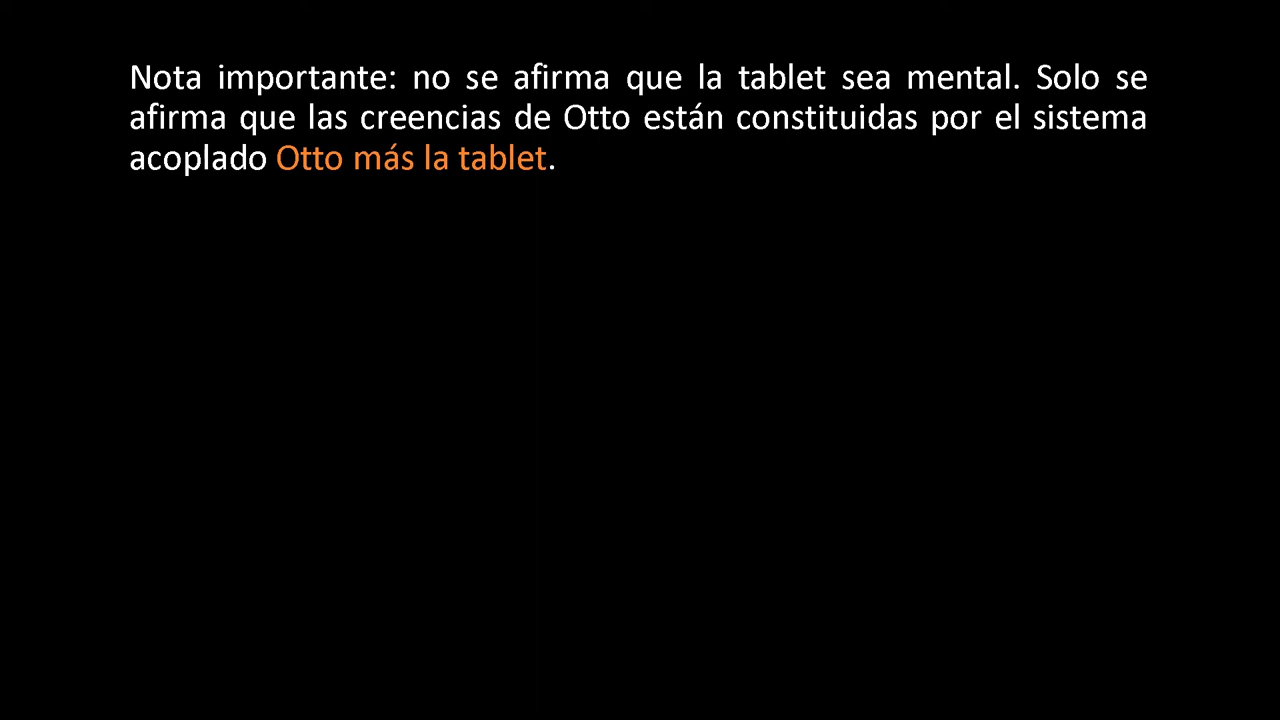 Nota importante: no se afirma que la tablet sea mental. Solo se
afirma que las creencias de Otto están constituidas por el sistema
acoplado Otto más la tablet.